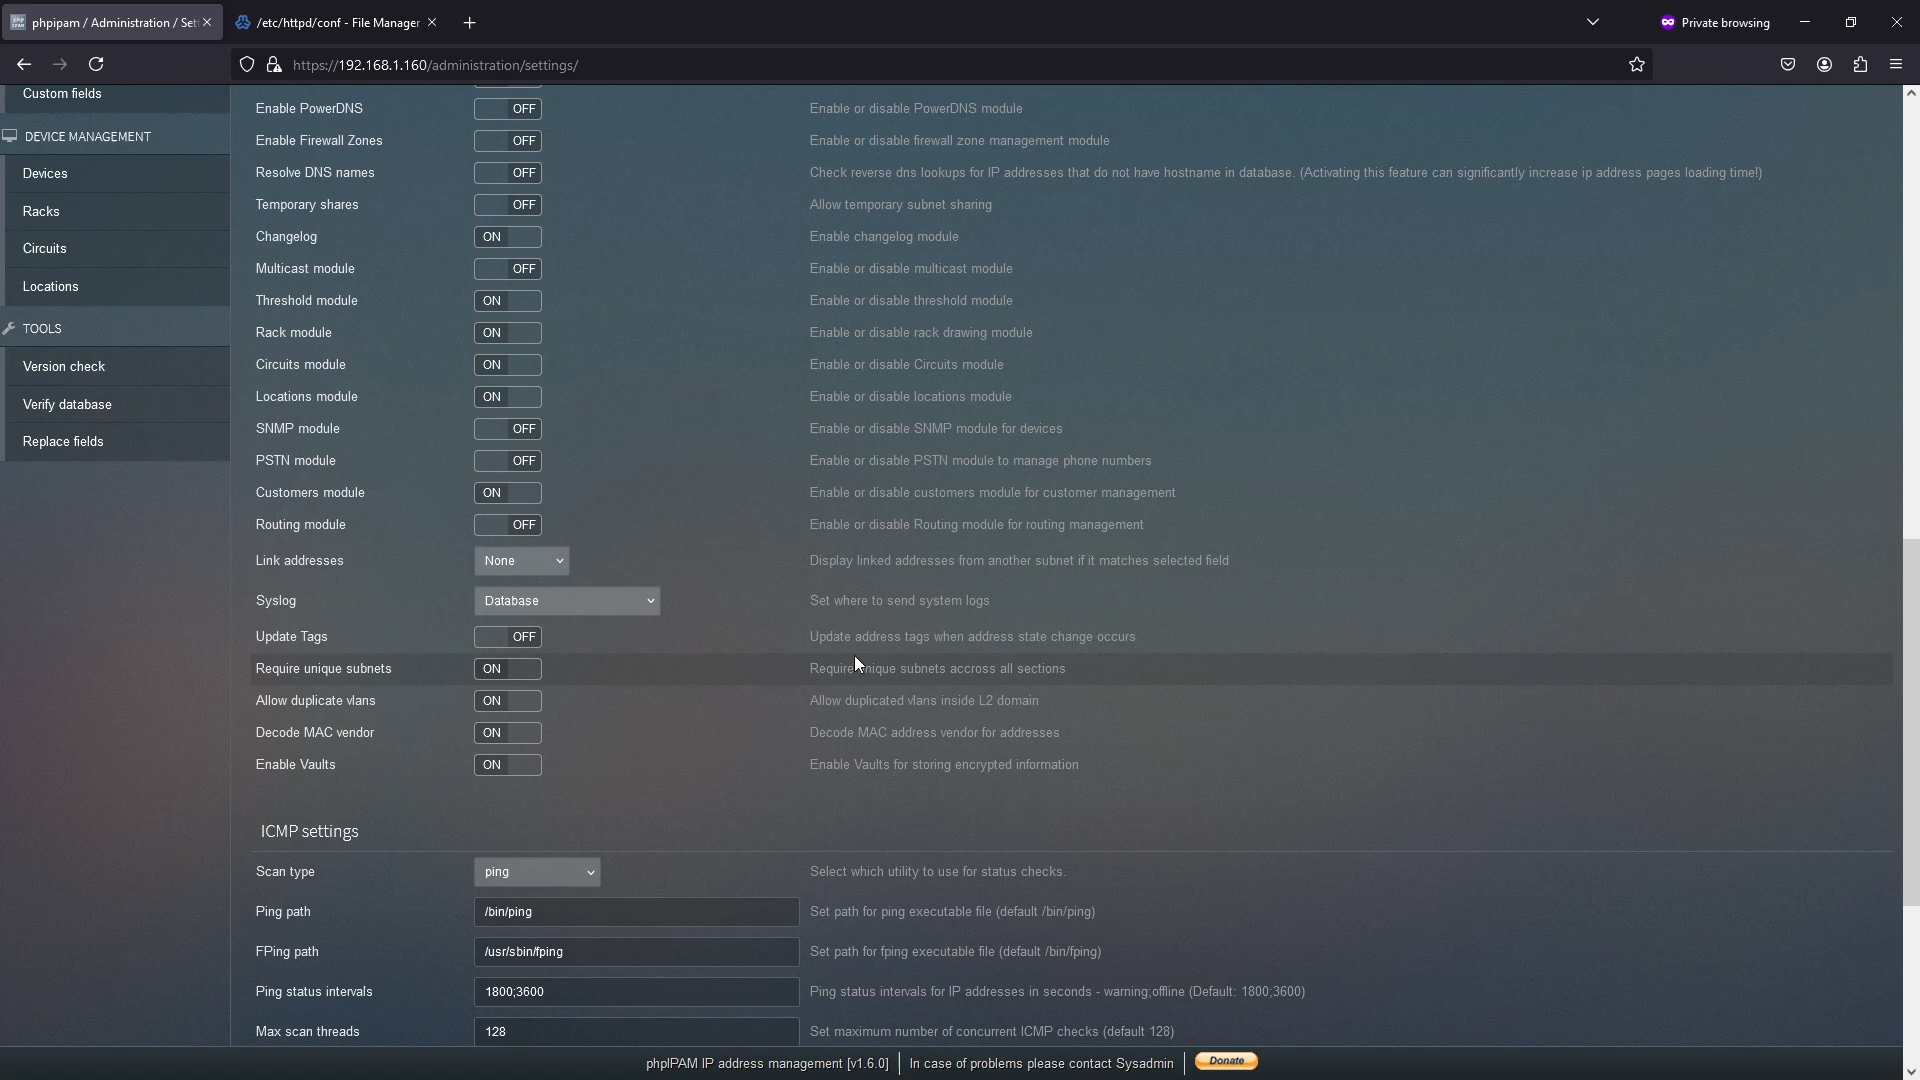 phpipam / Administration / Set
/etc/httpd/conf - File Manager
Private browsing
https://192.168.1.160/administration/settings/
Custom fields
DEVICE MANAGEMENT
Devices
Racks
Circuits
Locations
TOOLS
Version check
Verify database
Replace fields
Enable PowerDNS OFF Enable or disable PowerDNS module
Enable Firewall Zones OFF Enable or disable firewall zone management module
Resolve DNS names OFF Check reverse dns lookups for IP addresses that do not have hostname in database. (Activating this feature can significantly increase ip address pages loading time!)
Temporary shares OFF Allow temporary subnet sharing
Changelog ON Enable changelog module
Multicast module OFF Enable or disable multicast module
Threshold module ON Enable or disable threshold module
Rack module ON Enable or disable rack drawing module
Circuits module ON Enable or disable Circuits module
Locations module ON Enable or disable locations module
SNMP module OFF Enable or disable SNMP module for devices
PSTN module OFF Enable or disable PSTN module to manage phone numbers
Customers module ON Enable or disable customers module for customer management
Routing module OFF Enable or disable Routing module for routing management
Link addresses None Display linked addresses from another subnet if it matches selected field
Syslog Database Set where to send system logs
Update Tags OFF Update address tags when address state change occurs
Require unique subnets ON Require unique subnets accross all sections
Allow duplicate vlans ON Allow duplicated vlans inside L2 domain
Decode MAC vendor ON Decode MAC address vendor for addresses
Enable Vaults ON Enable Vaults for storing encrypted information
ICMP settings
Scan type ping Select which utility to use for status checks.
Ping path /bin/ping Set path for ping executable file (default /bin/ping)
FPing path /usr/sbin/fping Set path for fping executable file (default /bin/fping)
Ping status intervals 1800;3600 Ping status intervals for IP addresses in seconds - warning;offline (Default: 1800;3600)
Max scan threads 128 Set maximum number of concurrent ICMP checks (default 128)
phpIPAM IP address management [v1.6.0] In case of problems please contact Sysadmin Donate